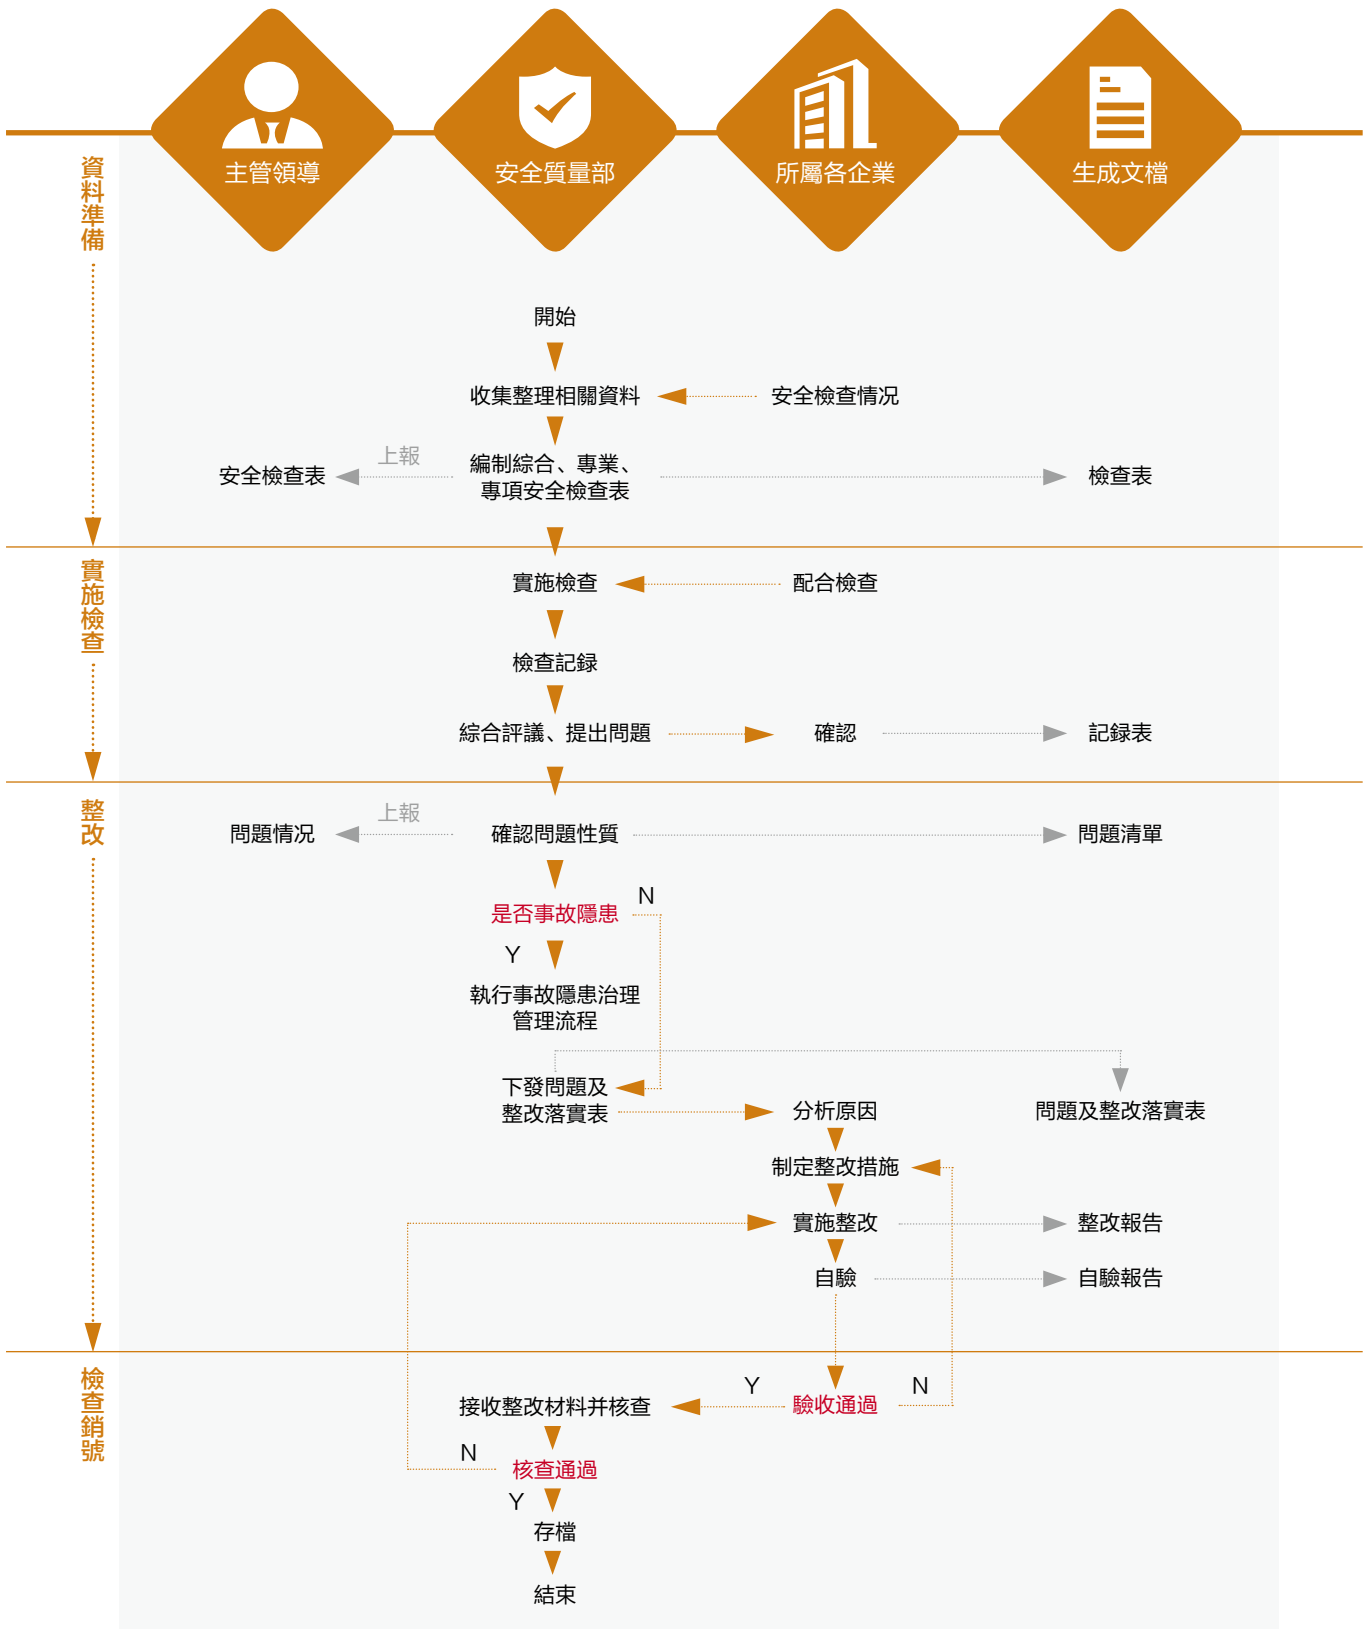 主管領導
安全質量部
所屬各企業
生成文檔
資料準備
開始
收集整理相關資料
安全檢查情况
安全檢查表
上報
編制綜合、專業、
專項安全檢查表
檢查表
實施檢查
實施檢查
配合檢查
檢查記録
綜合評議、提出問題
確認
記録表
整改
問題情况
上報
確認問題性質
問題清單
是否事故隱患
N
Y
執行事故隱患治理
管理流程
下發問題及
整改落實表
分析原因
問題及整改落實表
制定整改措施
實施整改
整改報告
自驗
自驗報告
檢查銷號
接收整改材料并核查
Y
驗收通過
N
N
核查通過
Y
存檔
結束